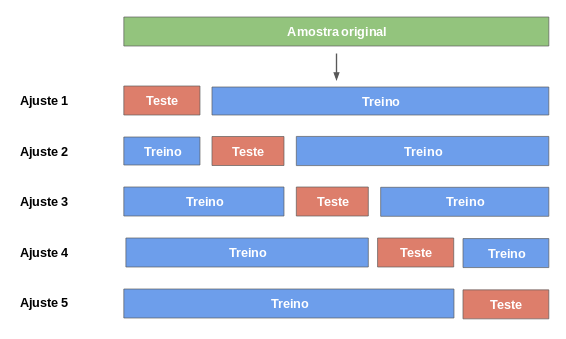 Amostra original
Ajuste 1 Teste Treino
Ajuste 2 Treino Teste Treino
Ajuste 3 Treino Teste Treino
Ajuste 4 Treino Teste Treino
Ajuste 5 Treino Teste